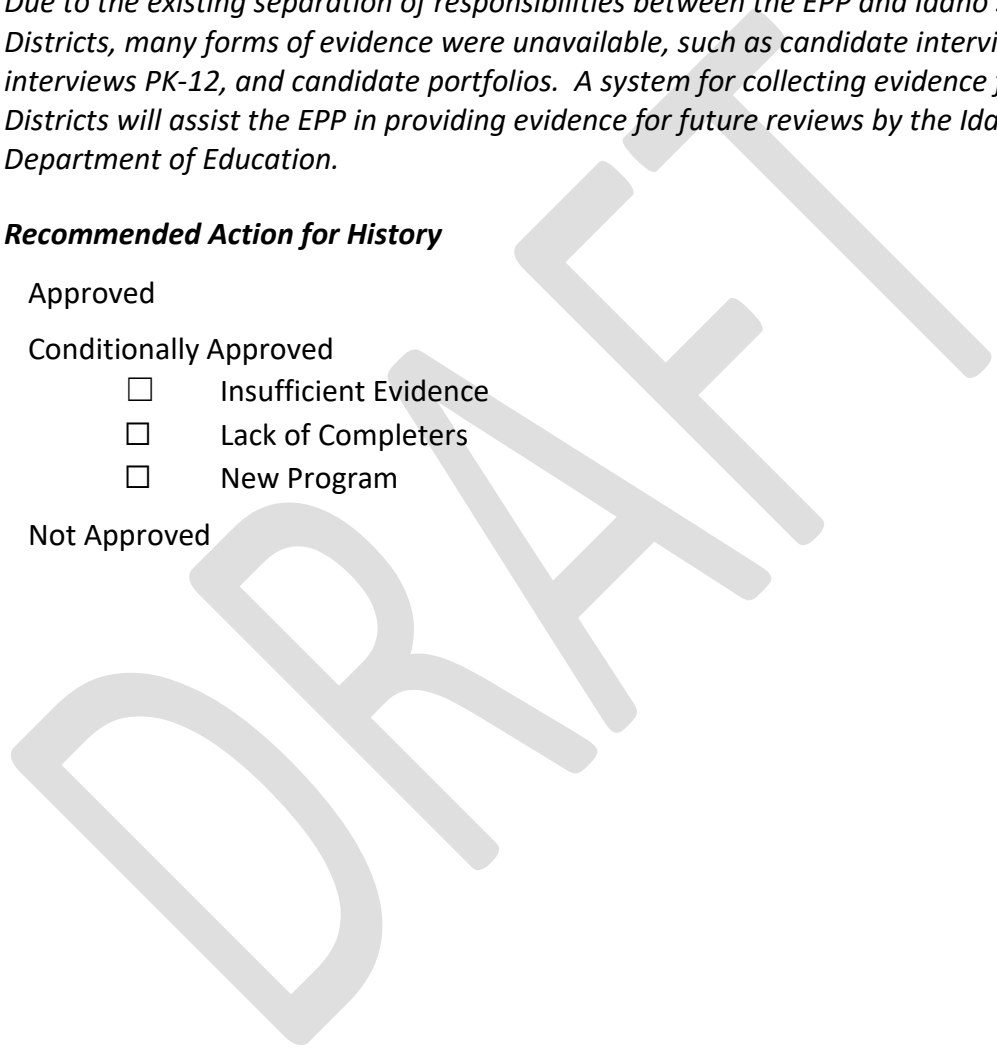 Due to the existing separation of responsibilities between the EPP and Idaho
Districts, many forms of evidence were unavailable, such as candidate
interviews PK-12, and candidate portfolios. A system for collecting evidence
Districts will assist the EPP in providing evidence for future reviews by the
Department of Education.
Recommended Action for History
Approved
Conditionally Approved
☐ Insufficient Evidence
☐ Lack of Completers
☐ New Program
Not Approved
DRAFT